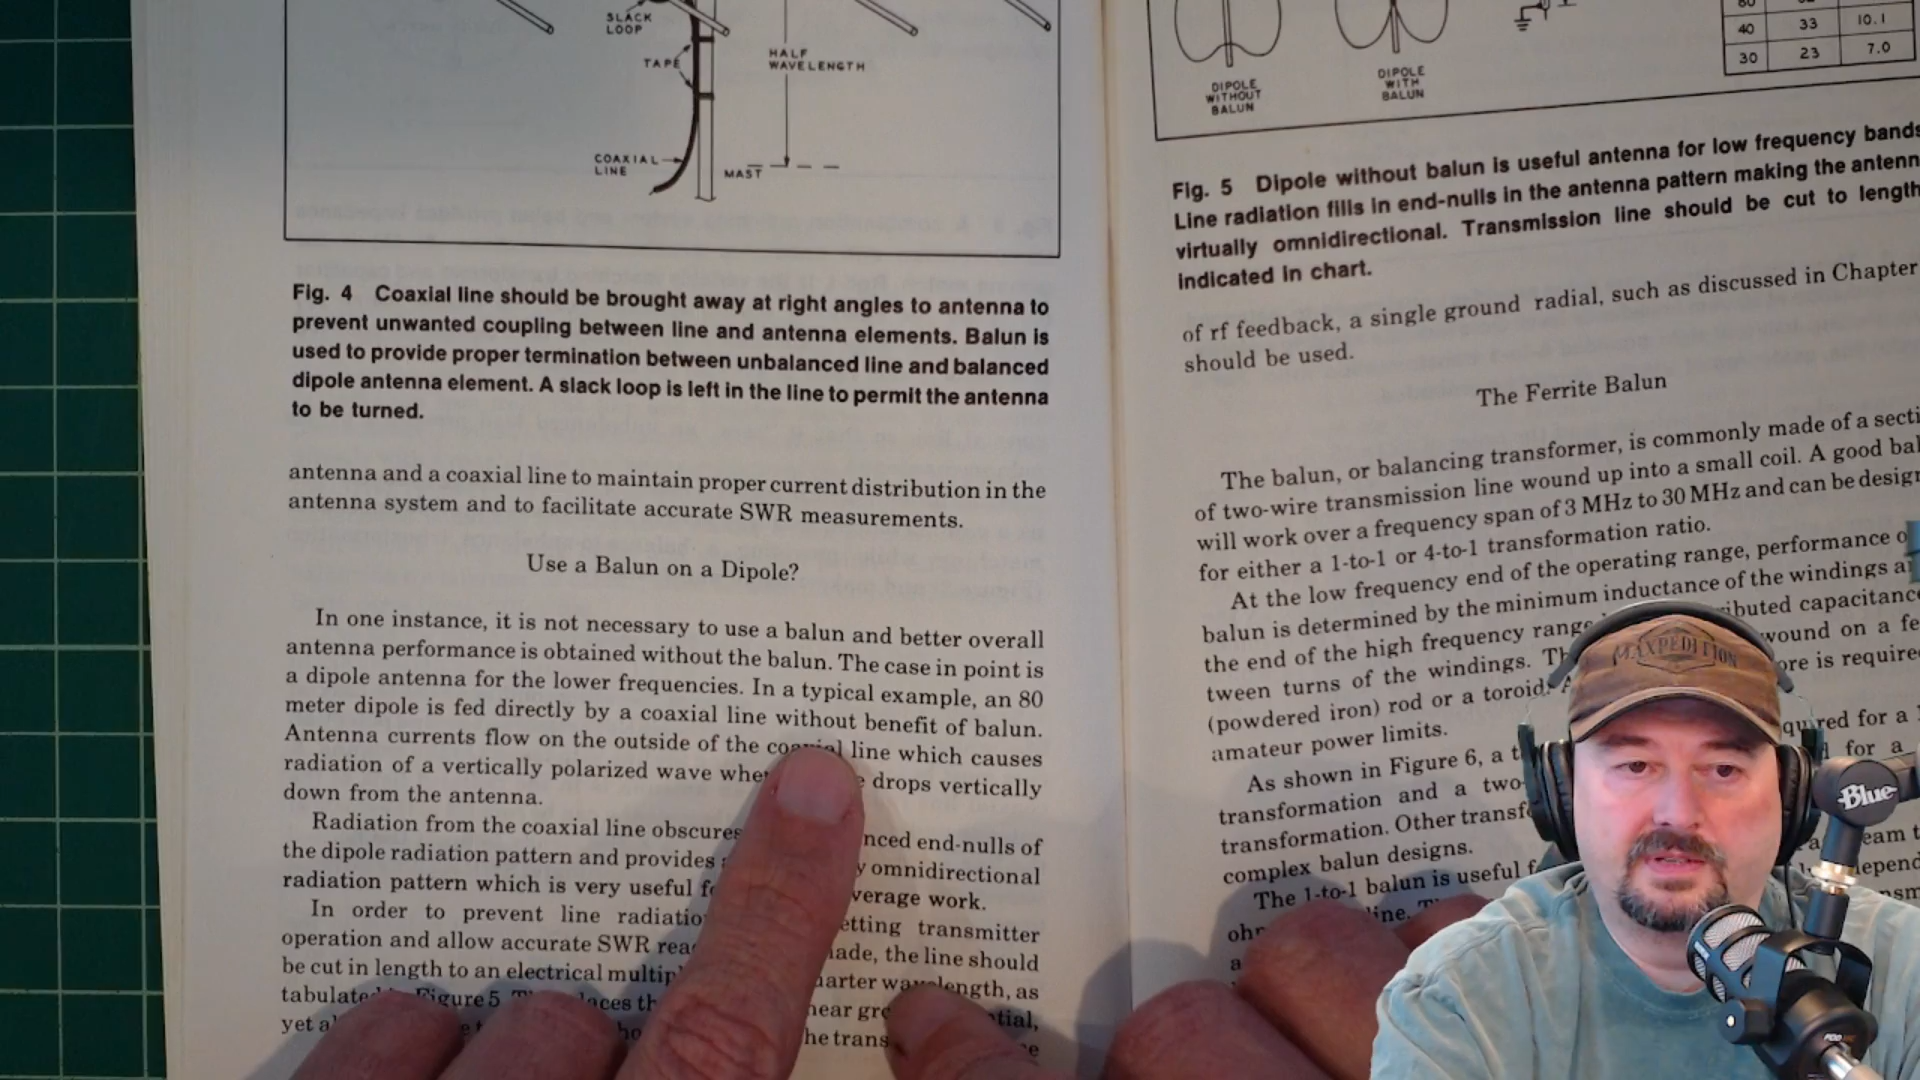 SLACK
LOOP
TAPE
HALF
WAVELENGTH
COAXIAL
LINE
MAST
Fig. 4 Coaxial line should be brought away at right angles to antenna to
prevent unwanted coupling between line and antenna elements. Balun is
used to provide proper termination between unbalanced line and balanced
dipole antenna element. A slack loop is left in the line to permit the antenna
to be turned.
antenna and a coaxial line to maintain proper current distribution in the
antenna system and to facilitate accurate SWR measurements.
Use a Balun on a Dipole?
In one instance, it is not necessary to use a balun and better overall
antenna performance is obtained without the balun. The case in point is
a dipole antenna for the lower frequencies. In a typical example, an 80
meter dipole is fed directly by a coaxial line without benefit of balun.
Antenna currents flow on the outside of the coaxial line which causes
radiation of a vertically polarized wave drops vertically
down from the antenna.
Radiation from the coaxial line obscures end-nulls of
the dipole radiation pattern and provides omnidirectional
radiation pattern which is very useful work.
In order to prevent line transmitter
operation and allow accurate SWR the line should
be cut in length to an electrical wavelength, as
Figure 5
yet
DIPOLE
WITHOUT
BALUN
DIPOLE
WITH
BALUN
40 33 10.1
30 23 7.0
Fig. 5 Dipole without balun is useful antenna for low frequency bands
Line radiation fills in end-nulls in the antenna pattern making the
virtually omnidirectional. Transmission line should be cut to length
indicated in chart.
of rf feedback, a single ground radial, such as discussed in Chapter
should be used.
The Ferrite Balun
The balun, or balancing transformer, is commonly made of a
of two-wire transmission line wound up into a small coil. A good
will work over a frequency span of 3 MHz to 30 MHz and can be
for either a 1-to-1 or 4-to-1 transformation ratio.
At the low frequency end of the operating range, performance
balun is determined by the minimum inductance of the windings
the end of the high frequency capacitance
tween turns of the windings. wound on a
(powdered iron) rod or a toroid. is
amateur power limits.
As shown in Figure 6, a for a
transformation and a
transformation. Other
complex balun designs.
The 1-to-1 balun is useful
line.
MAXPEDITION
Blue